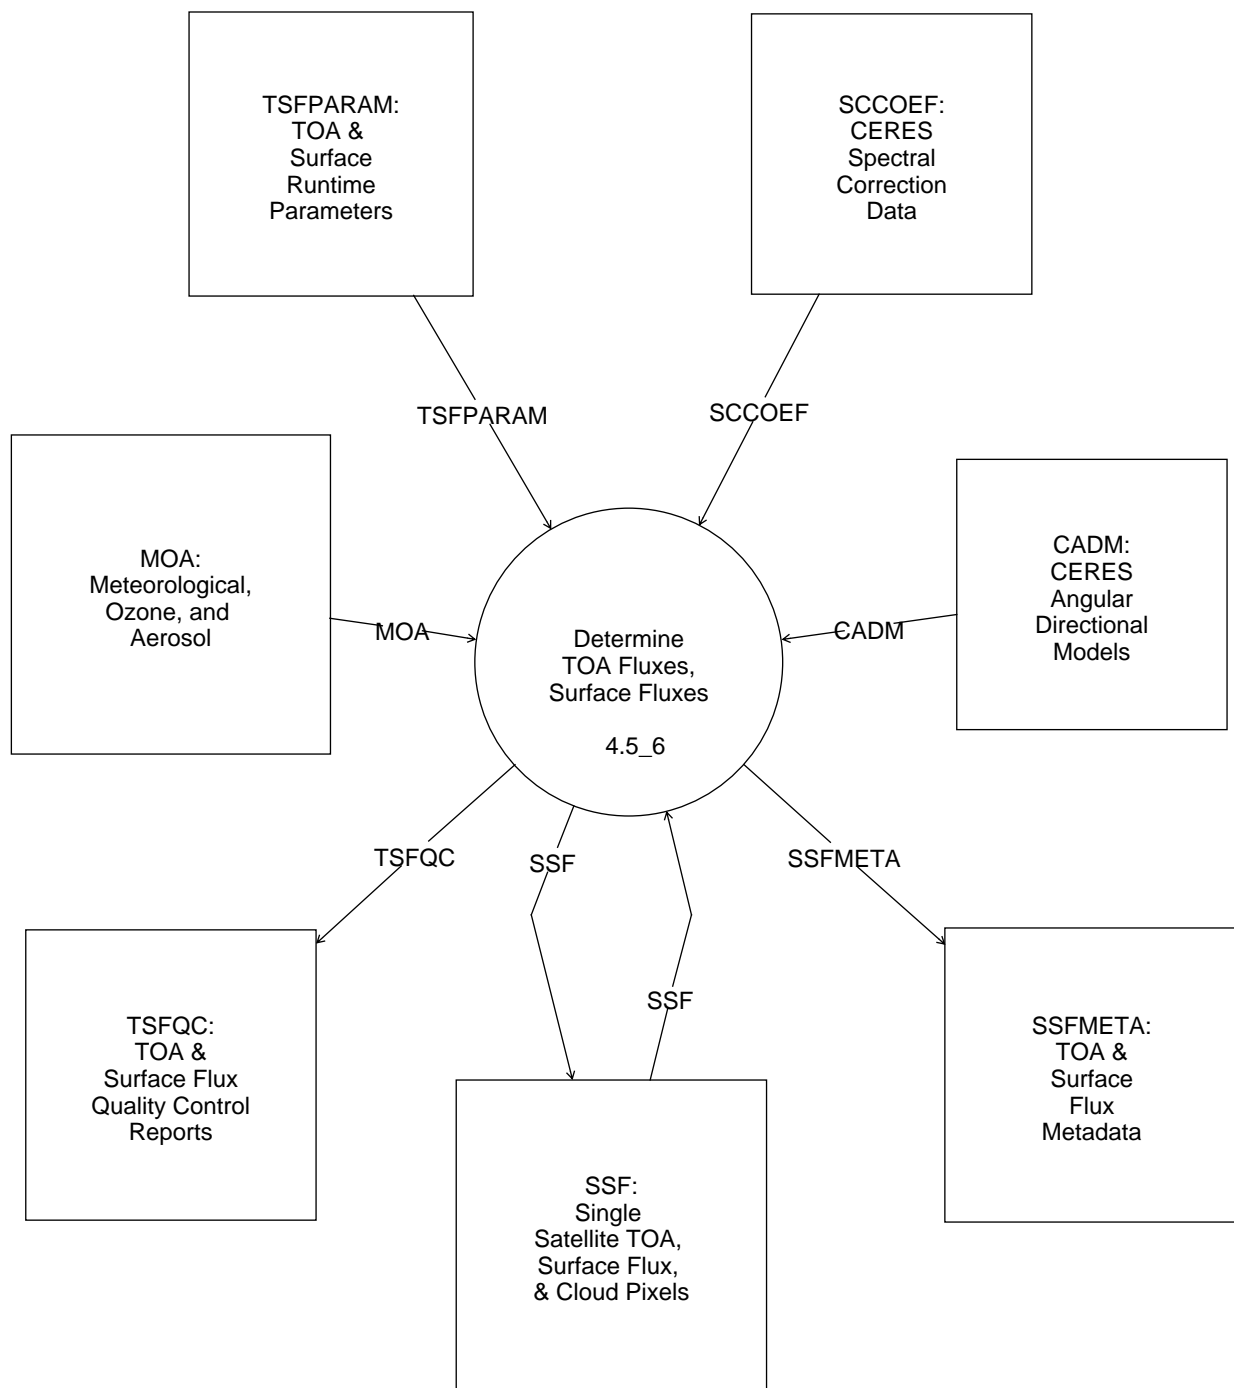 TSFPARAM:
TOA &
Surface
Runtime
Parameters
SCCOEF:
CERES
Spectral
Correction
Data
TSFPARAM
SCCOEF
MOA:
Meteorological,
Ozone, and
Aerosol
MOA
Determine
TOA Fluxes,
Surface Fluxes
4.5_6
CADM
CADM:
CERES
Angular
Directional
Models
TSFQC
SSF
SSFMETA
SSF
TSFQC:
TOA &
Surface Flux
Quality Control
Reports
SSF:
Single
Satellite TOA,
Surface Flux,
& Cloud Pixels
SSFMETA:
TOA &
Surface
Flux
Metadata